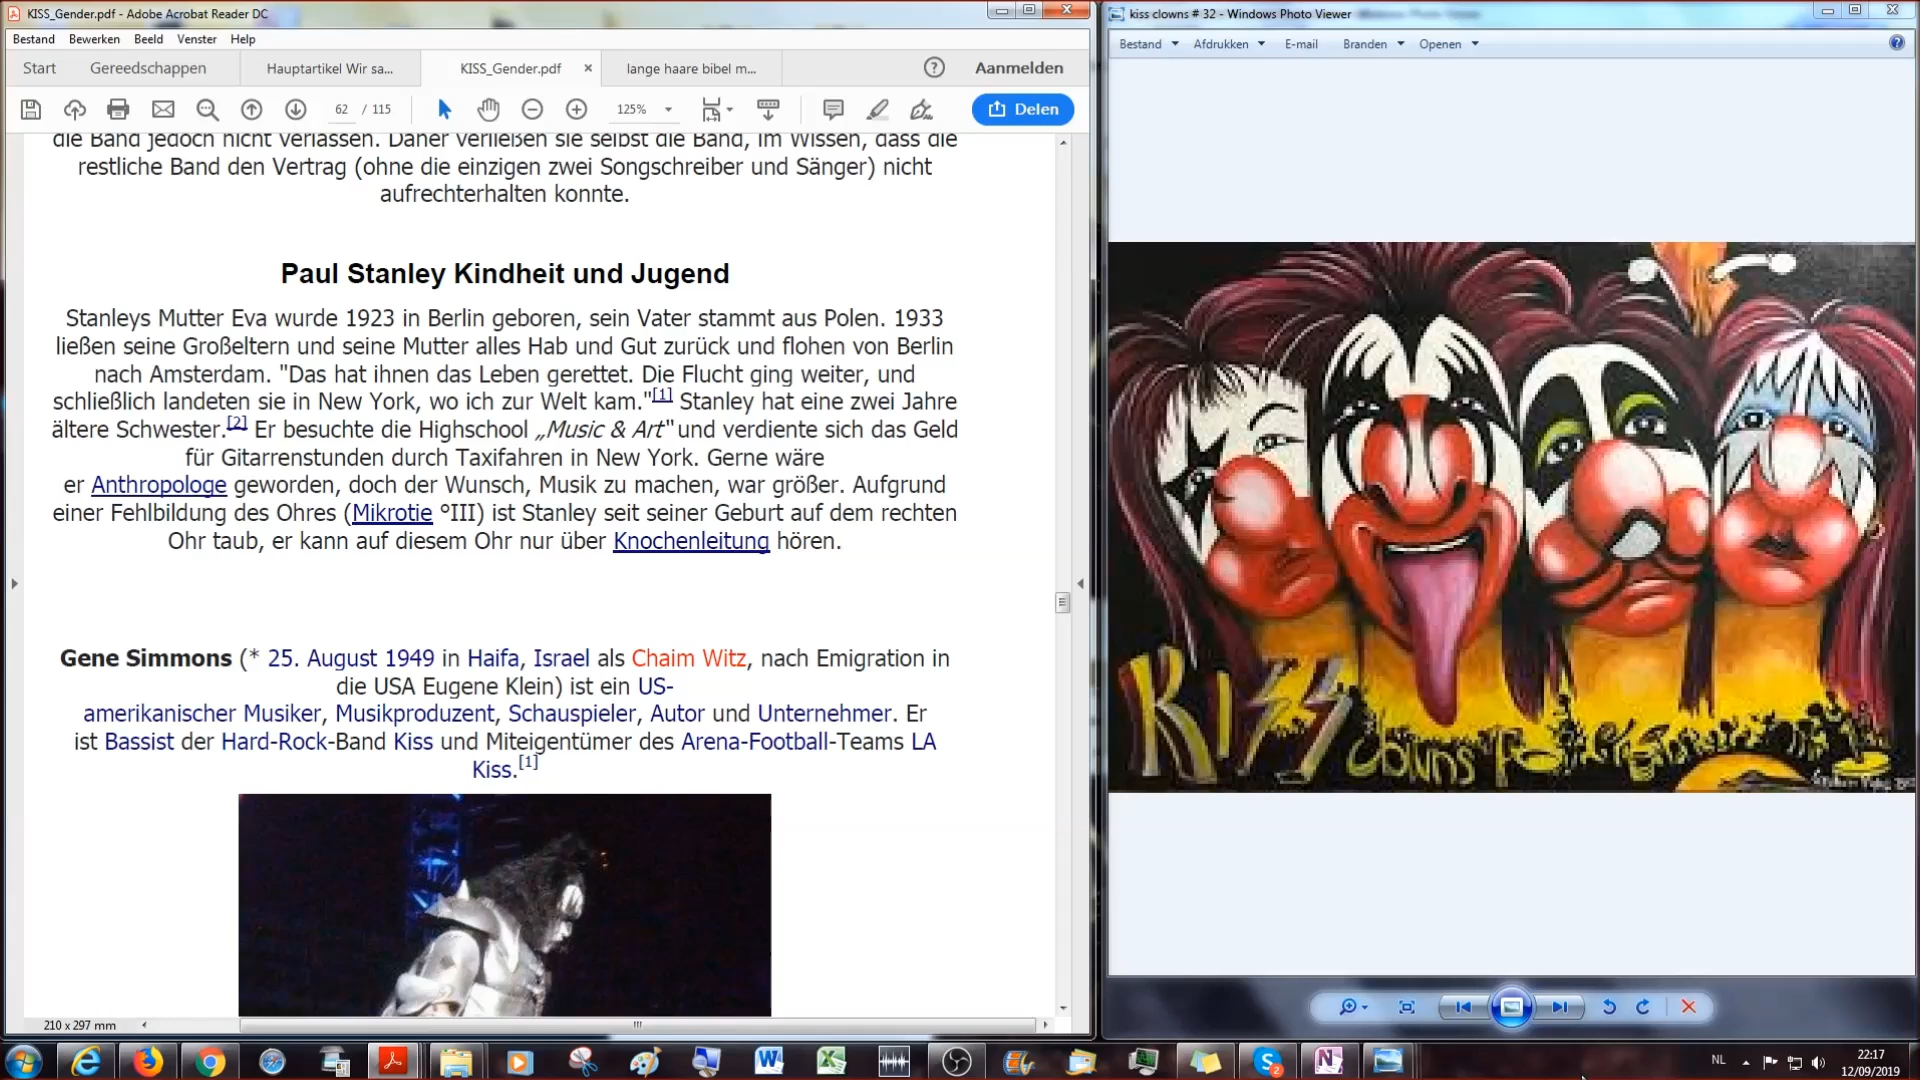 KISS_Gender.pdf - Adobe Acrobat Reader DC
Bestand Bewerken Beeld Venster Help
Start Gereedschappen Hauptartikel Wir sa... KISS_Gender.pdf × lange haare bibel m... Aanmelden
62 / 115 125% Delen
die Band jedoch nicht verlassen. Daher verließen sie selbst die Band, im Wissen, dass die
restliche Band den Vertrag (ohne die einzigen zwei Songschreiber und Sänger) nicht
aufrechterhalten konnte.
Paul Stanley Kindheit und Jugend
Stanleys Mutter Eva wurde 1923 in Berlin geboren, sein Vater stammt aus Polen. 1933
ließen seine Großeltern und seine Mutter alles Hab und Gut zurück und flohen von Berlin
nach Amsterdam. "Das hat ihnen das Leben gerettet. Die Flucht ging weiter, und
schließlich landeten sie in New York, wo ich zur Welt kam."[1] Stanley hat eine zwei Jahre
ältere Schwester.[2] Er besuchte die Highschool „Music & Art" und verdiente sich das Geld
für Gitarrenstunden durch Taxifahren in New York. Gerne wäre
er Anthropologe geworden, doch der Wunsch, Musik zu machen, war größer. Aufgrund
einer Fehlbildung des Ohres (Mikrotie °III) ist Stanley seit seiner Geburt auf dem rechten
Ohr taub, er kann auf diesem Ohr nur über Knochenleitung hören.
Gene Simmons (* 25. August 1949 in Haifa, Israel als Chaim Witz, nach Emigration in
die USA Eugene Klein) ist ein US-
amerikanischer Musiker, Musikproduzent, Schauspieler, Autor und Unternehmer. Er
ist Bassist der Hard-Rock-Band Kiss und Miteigentümer des Arena-Football-Teams LA
Kiss.[1]
210 x 297 mm
kiss clowns # 32 - Windows Photo Viewer
Bestand Afdrukken E-mail Branden Openen
KISS
NL
22:17
12/09/2019